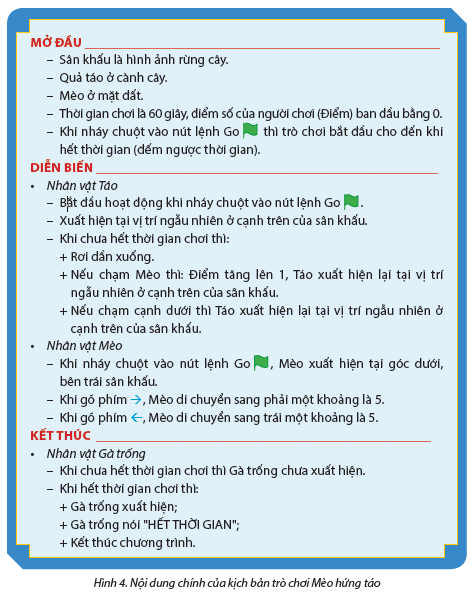 MỞ ĐẦU
– Sân khấu là hình ảnh rừng cây.
– Quả táo ở cành cây.
– Mèo ở mặt đất.
– Thời gian chơi là 60 giây, điểm số của người chơi (Điểm) ban đầu bằng 0.
– Khi nháy chuột vào nút lệnh Go thì trò chơi bắt đầu cho đến khi
hết thời gian (đếm ngược thời gian).
DIỄN BIẾN
• Nhân vật Táo
– Bắt đầu hoạt động khi nháy chuột vào nút lệnh Go .
– Xuất hiện tại vị trí ngẫu nhiên ở cạnh trên của sân khấu.
– Khi chưa hết thời gian chơi thì:
+ Rơi dần xuống.
+ Nếu chạm Mèo thì: Điểm tăng lên 1, Táo xuất hiện lại tại vị trí
ngẫu nhiên ở cạnh trên của sân khấu.
+ Nếu chạm cạnh dưới thì Táo xuất hiện lại tại vị trí ngẫu nhiên ở
cạnh trên của sân khấu.
• Nhân vật Mèo
– Khi nháy chuột vào nút lệnh Go , Mèo xuất hiện tại góc dưới,
bên trái sân khấu.
– Khi gõ phím →, Mèo di chuyển sang phải một khoảng là 5.
– Khi gõ phím ←, Mèo di chuyển sang trái một khoảng là 5.
KẾT THÚC
• Nhân vật Gà trống
– Khi chưa hết thời gian chơi thì Gà trống chưa xuất hiện.
– Khi hết thời gian chơi thì:
+ Gà trống xuất hiện;
+ Gà trống nói "HẾT THỜI GIAN";
+ Kết thúc chương trình.
Hình 4. Nội dung chính của kịch bản trò chơi Mèo hứng táo